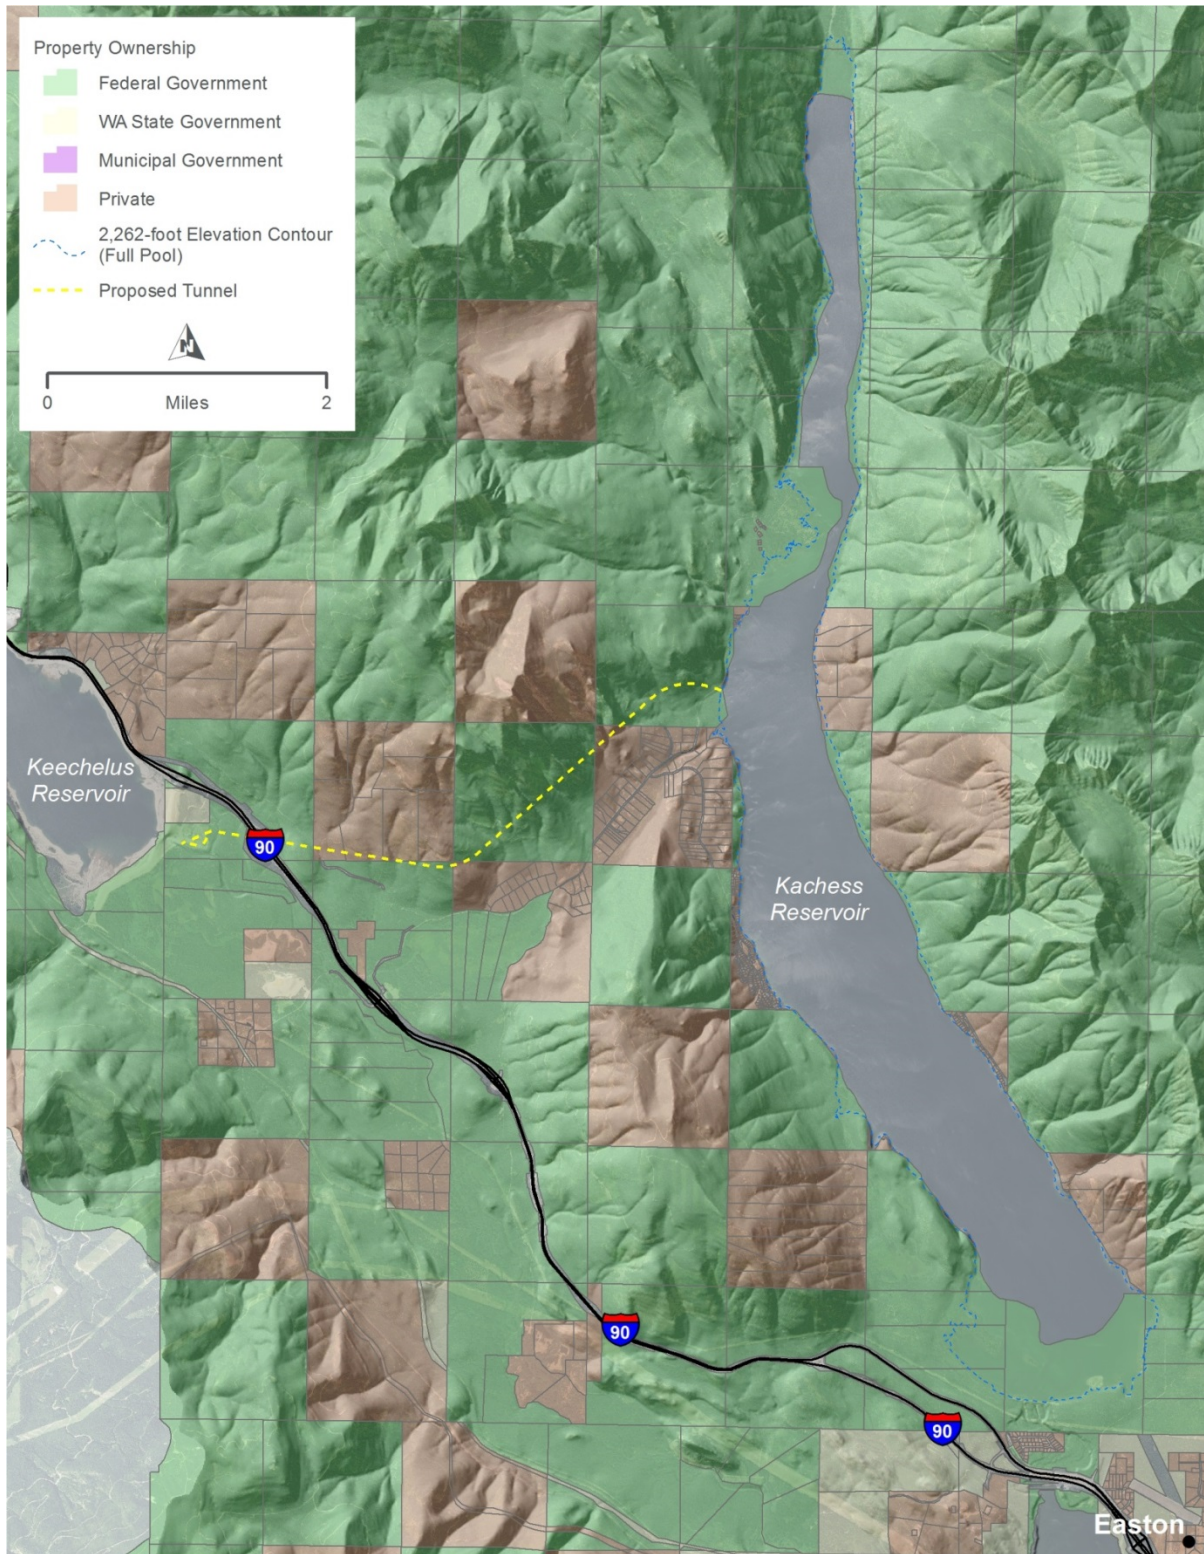 Property Ownership
Federal Government
WA State Government
Municipal Government
Private
2,262-foot Elevation Contour
(Full Pool)
Proposed Tunnel
N
0 Miles 2
Keechelus
Reservoir
90
Kachess
Reservoir
90
90
Easton